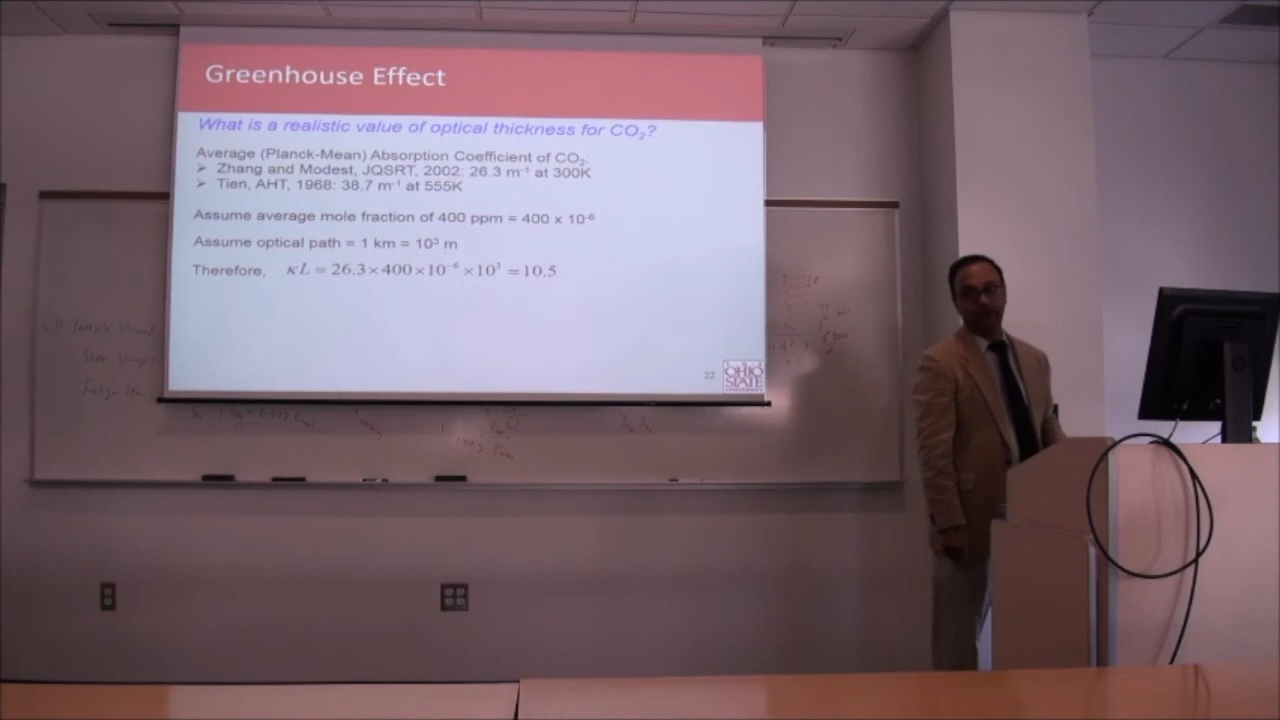 Greenhouse Effect
What is a realistic value of optical thickness for CO₂?
Average (Planck-Mean) Absorption Coefficient of CO₂:
➢ Zhang and Modest, JQSRT, 2002: 26.3 m⁻¹ at 300K
➢ Tien, AHT, 1968: 38.7 m⁻¹ at 555K
Assume average mole fraction of 400 ppm = 400 x 10⁻⁶
Assume optical path = 1 km = 10³ m
Therefore, κL = 26.3×400×10⁻⁶×10³ = 10.5
22
THE
OHIO
STATE
UNIVERSITY